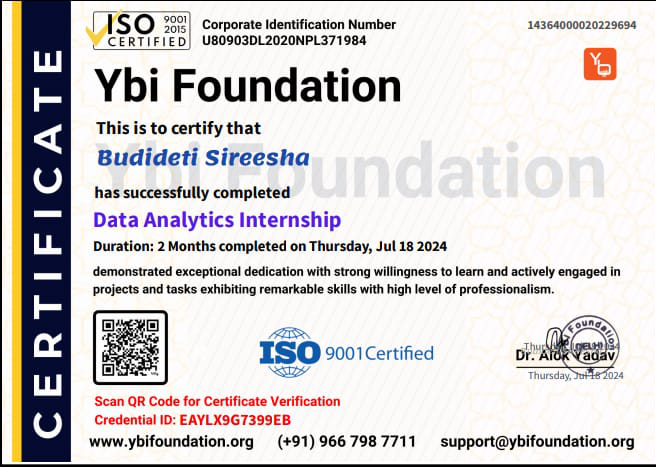 CERTIFICATE
ISO 9001
2015
CERTIFIED
Corporate Identification Number
U80903DL2020NPL371984
14364000020229694
Ybi Foundation
This is to certify that
Ybi Foundation
Budideti Sireesha
has successfully completed
Data Analytics Internship
Duration: 2 Months completed on Thursday, Jul 18 2024
demonstrated exceptional dedication with strong willingness to learn and actively engaged in
projects and tasks exhibiting remarkable skills with high level of professionalism.
ISO 9001Certified
Ybi Foundation
DELHI
Dr. Alok Yadav
Thursday, Jul 18 2024
Scan QR Code for Certificate Verification
Credential ID: EAYLX9G7399EB
www.ybifoundation.org (+91) 966 798 7711 support@ybifoundation.org